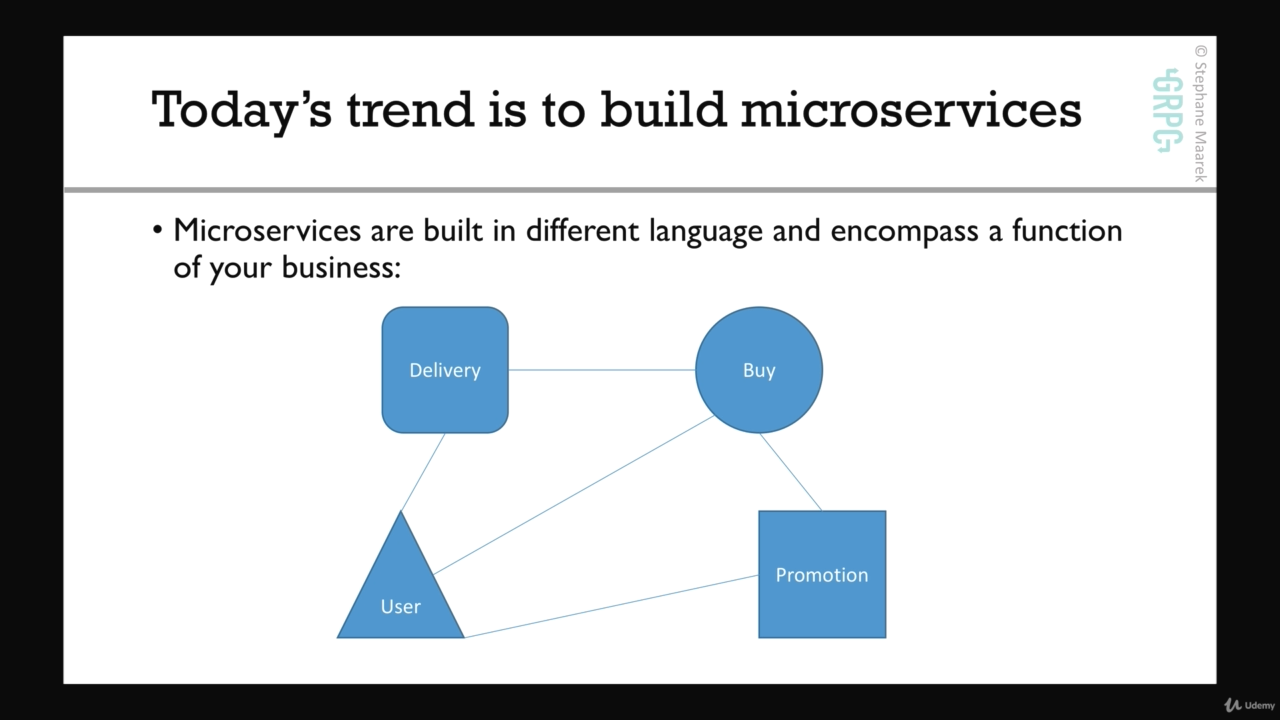 Today's trend is to build microservices
GRPC
© Stephane Maarek
• Microservices are built in different language and encompass a function
of your business:
Delivery
Buy
User
Promotion
Udemy